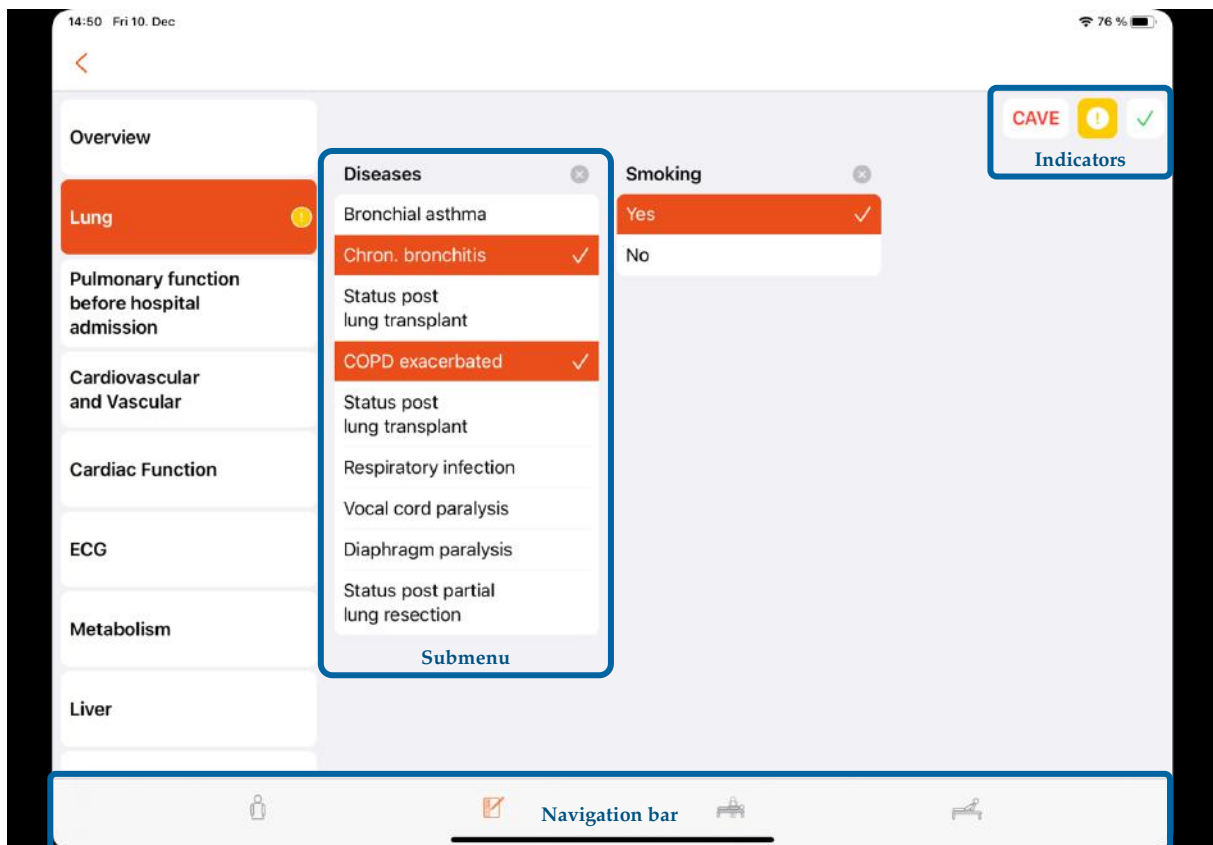 14:50 Fri 10. Dec
76 %
CAVE
Indicators
Overview
Lung
Pulmonary function
before hospital
admission
Cardiovascular
and Vascular
Cardiac Function
ECG
Metabolism
Liver
Diseases
Bronchial asthma
Chron. bronchitis
Status post
lung transplant
COPD exacerbated
Status post
lung transplant
Respiratory infection
Vocal cord paralysis
Diaphragm paralysis
Status post partial
lung resection
Submenu
Smoking
Yes
No
Navigation bar